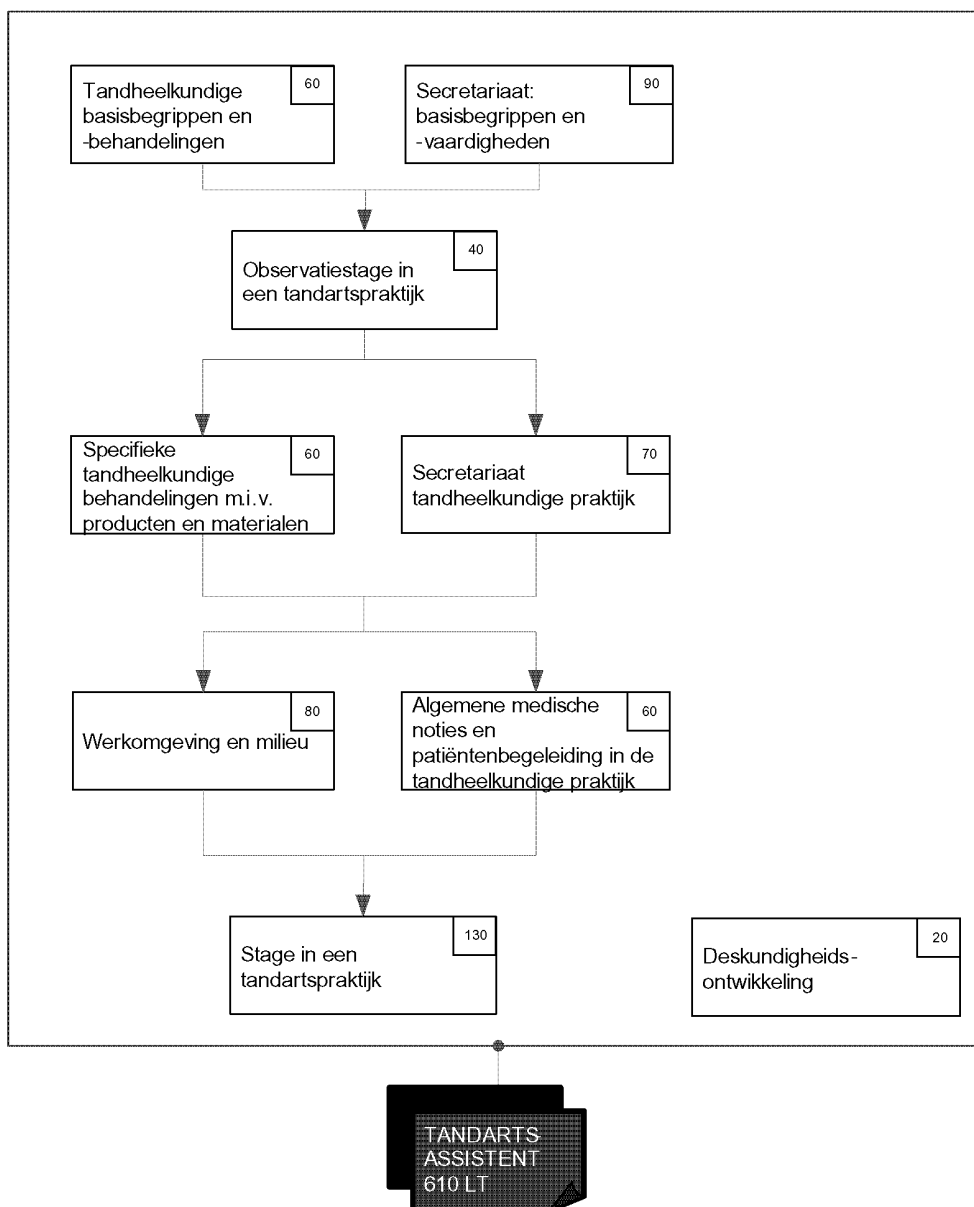 60
Tandheelkundige
basisbegrippen en
-behandelingen
90
Secretariaat:
basisbegrippen en
-vaardigheden
40
Observatiestage in
een tandartspraktijk
60
Specifieke
tandheelkundige
behandelingen m.i.v.
producten en materialen
70
Secretariaat
tandheelkundige praktijk
80
Werkomgeving en milieu
60
Algemene medische
noties en
patiëntenbegeleiding in de
tandheelkundige praktijk
130
Stage in een
tandartspraktijk
20
Deskundigheids-
ontwikkeling
TANDARTS-
ASSISTENT
610 LT